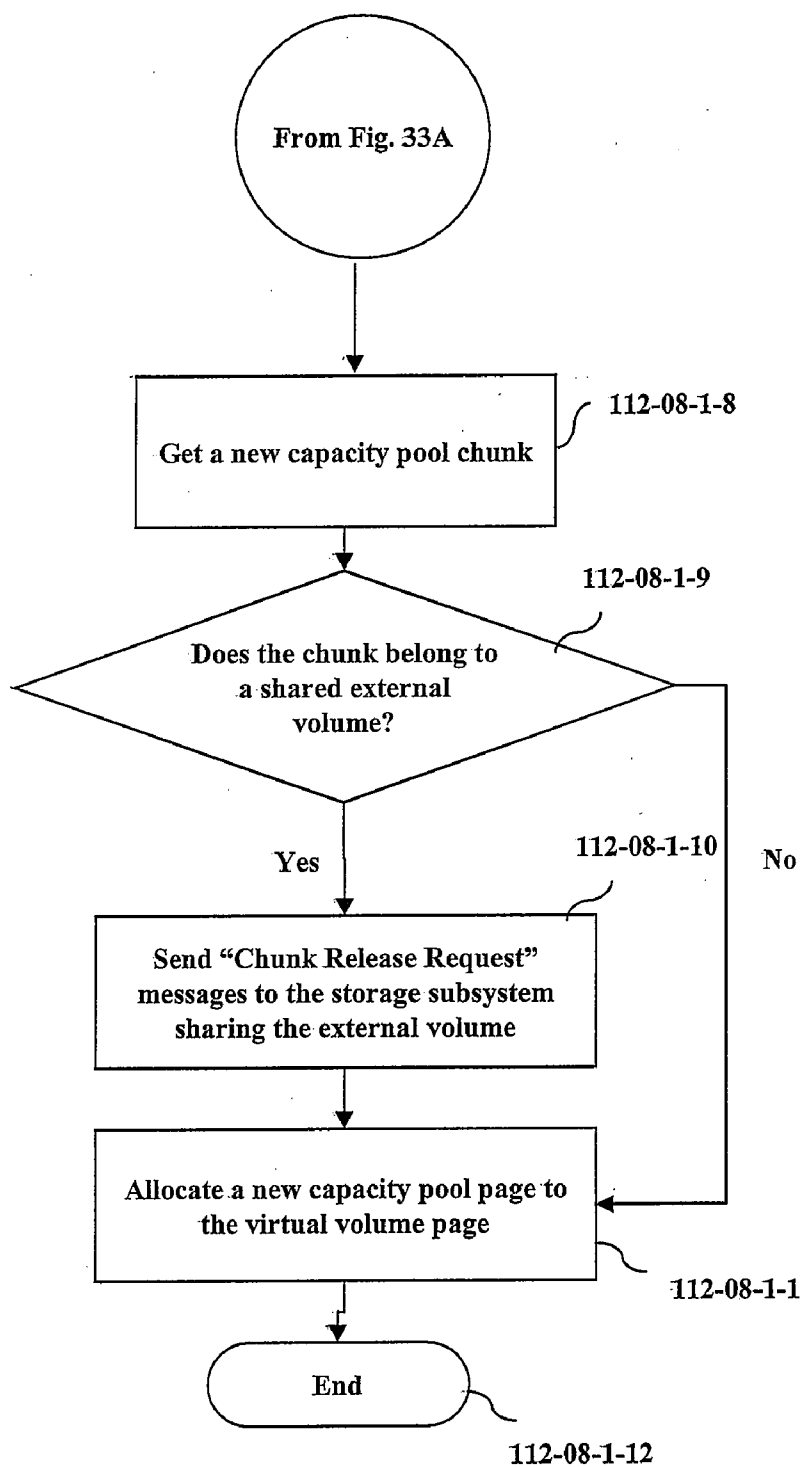 From Fig. 33A
112-08-1-8
Get a new capacity pool chunk
112-08-1-9
Does the chunk belong to
a shared external
volume?
112-08-1-10
Yes
No
Send “Chunk Release Request”
messages to the storage subsystem
sharing the external volume
Allocate a new capacity pool page to
the virtual volume page
112-08-1-1
End
112-08-1-12